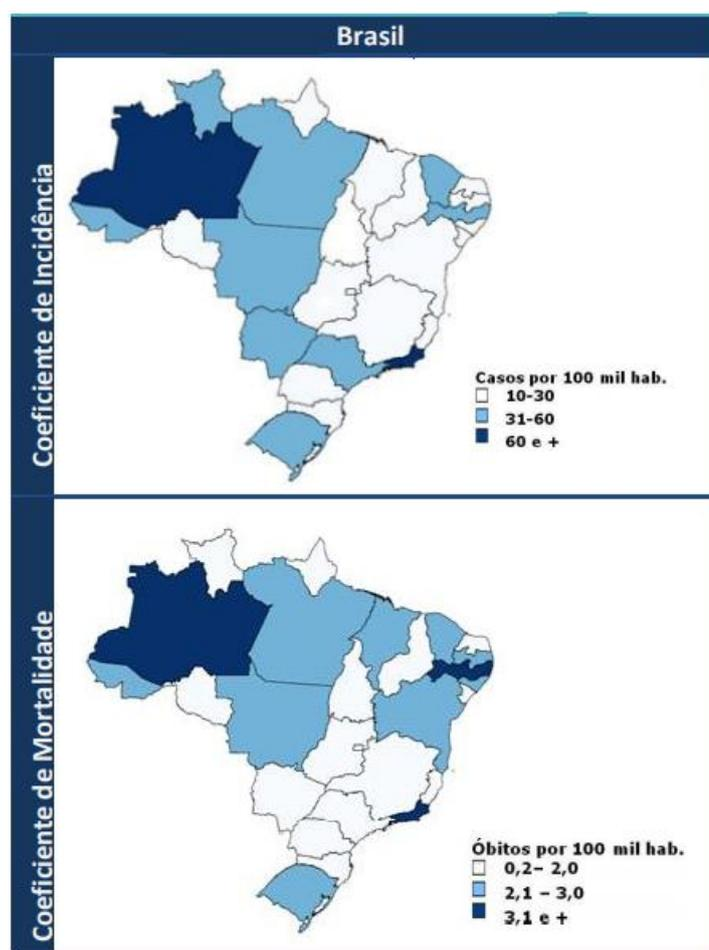 Brasil
Coeficiente de Incidência
Casos por 100 mil hab.
10-30
31-60
60 e +
Coeficiente de Mortalidade
Óbitos por 100 mil hab.
0,2– 2,0
2,1 – 3,0
3,1 e +